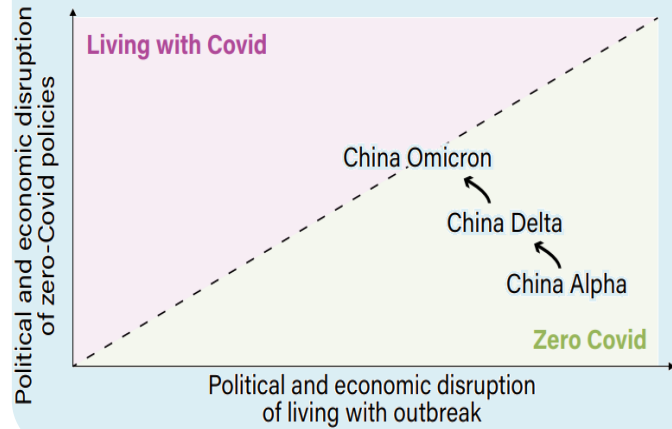 Political and economic disruption
of zero-Covid policies
Living with Covid
China Omicron
China Delta
China Alpha
Zero Covid
Political and economic disruption
of living with outbreak